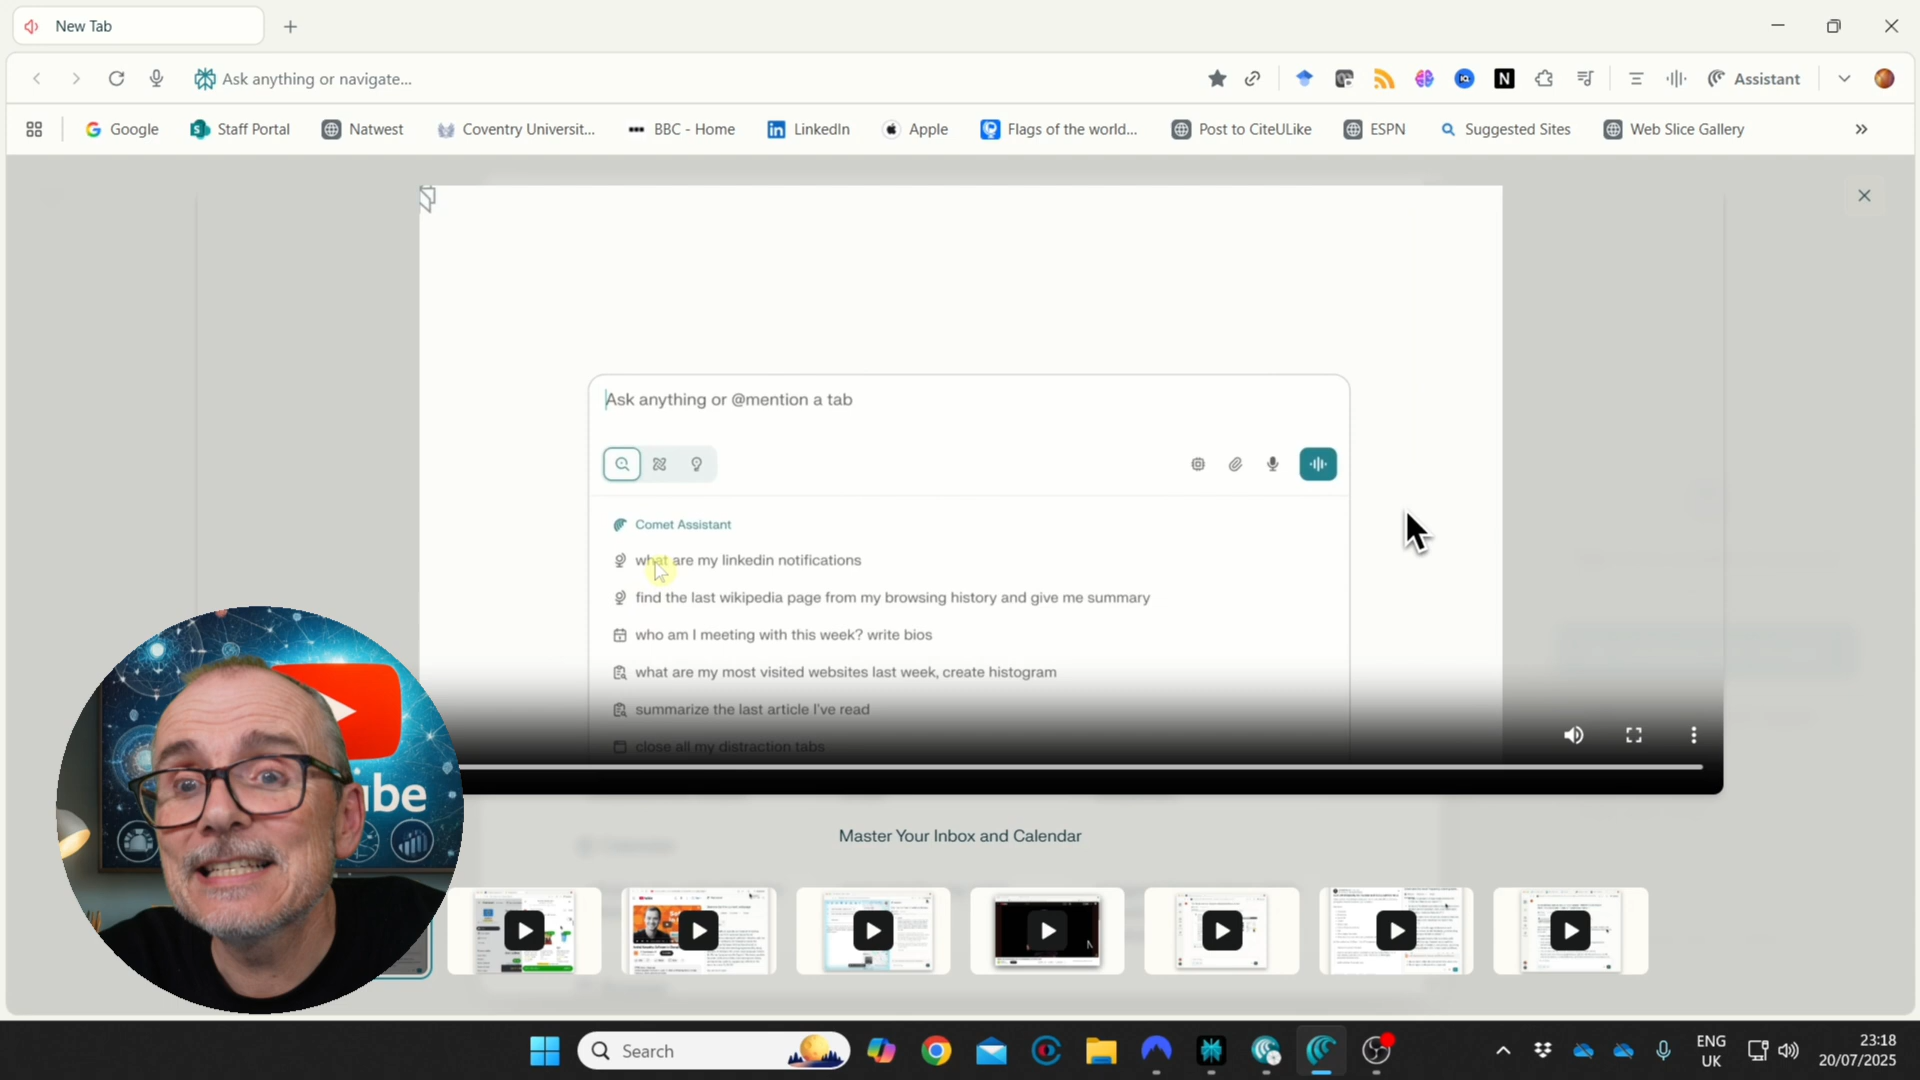 New Tab
Ask anything or navigate...
Assistant
Google
Staff Portal
Natwest
Coventry Universit...
BBC - Home
LinkedIn
Apple
Flags of the world...
Post to CiteULike
ESPN
Suggested Sites
Web Slice Gallery
Ask anything or @mention a tab
Comet Assistant
what are my linkedin notifications
find the last wikipedia page from my browsing history and give me summary
who am I meeting with this week? write bios
what are my most visited websites last week, create histogram
summarize the last article I've read
close all my distraction tabs
ube
Master Your Inbox and Calendar
Search
ENG
UK
23:18
20/07/2025